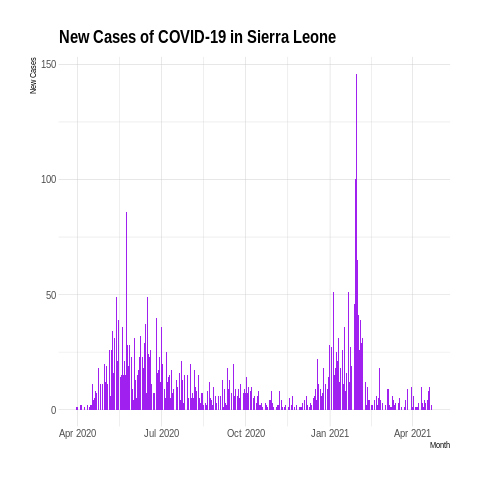 New Cases of COVID-19 in Sierra Leone
New Cases
150
100
50
0
Apr 2020 Jul 2020 Oct 2020 Jan 2021 Apr 2021
Month